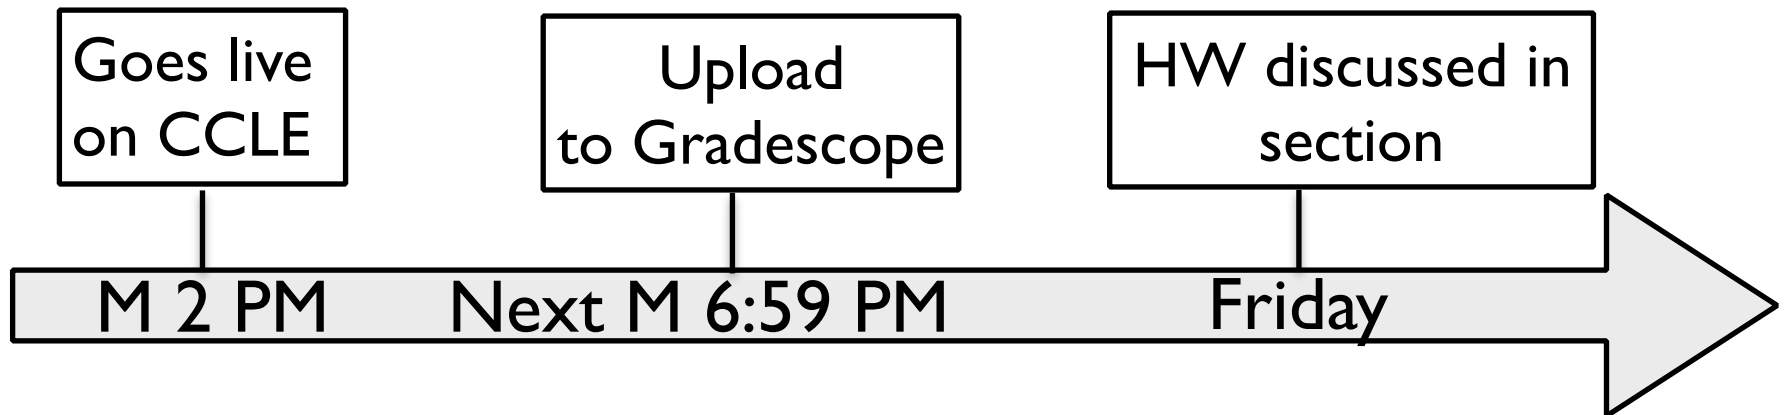 Goes live
on CCLE
Upload
to Gradescope
HW discussed in
section
M 2 PM
Next M 6:59 PM
Friday